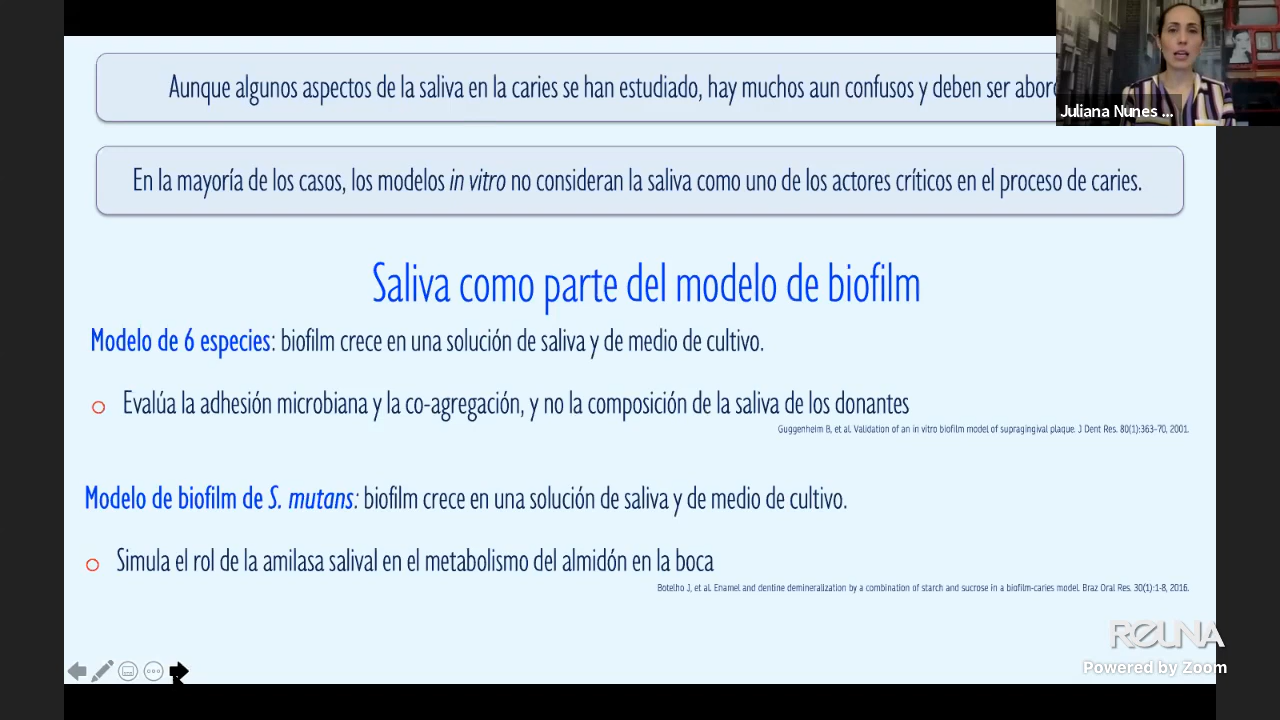 Aunque algunos aspectos de la saliva en la caries se han estudiado, hay muchos aun confusos y deben ser abor
Juliana Nunes ...
En la mayoría de los casos, los modelos in vitro no consideran la saliva como uno de los actores críticos en el proceso de caries.
Saliva como parte del modelo de biofilm
Modelo de 6 especies: biofilm crece en una solución de saliva y de medio de cultivo.
Evalúa la adhesión microbiana y la co-agregación, y no la composición de la saliva de los donantes
Guggenheim B, et al. Validation of an in vitro biofilm model of supragingival plaque. J Dent Res. 80(1):363-70, 2001.
Modelo de biofilm de S. mutans: biofilm crece en una solución de saliva y de medio de cultivo.
Simula el rol de la amilasa salival en el metabolismo del almidón en la boca
Botelho J, et al. Enamel and dentine demineralization by a combination of starch and sucrose in a biofilm-caries model. Braz Oral Res. 30(1):1-8, 2016.
REUNA
Powered by Zoom